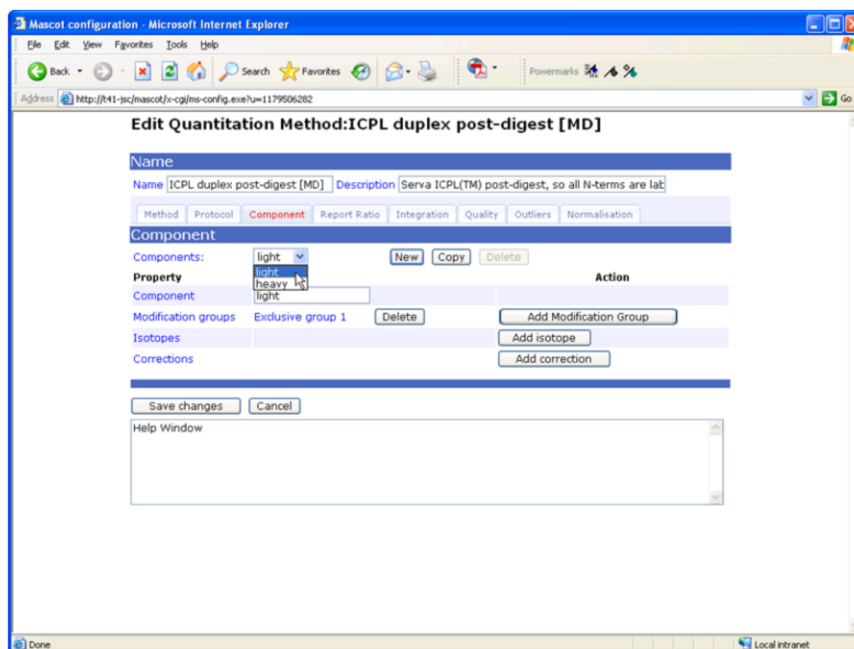 Mascot configuration - Microsoft Internet Explorer
File Edit View Favorites Tools Help
Back Search Favorites Powermarks
Address http://t41-jsc/mascot/x-cgi/ms-config.exe?u=1179506282 Go
Edit Quantitation Method:ICPL duplex post-digest [MD]
Name
Name ICPL duplex post-digest [MD] Description Serva ICPL(TM) post-digest, so all N-terms are lab
Method Protocol Component Report Ratio Integration Quality Outliers Normalisation
Component
Components: light New Copy Delete
light
Property Action
heavy
Component light
Modification groups Exclusive group 1 Delete Add Modification Group
Isotopes Add isotope
Corrections Add correction
Save changes Cancel
Help Window
Done Local intranet